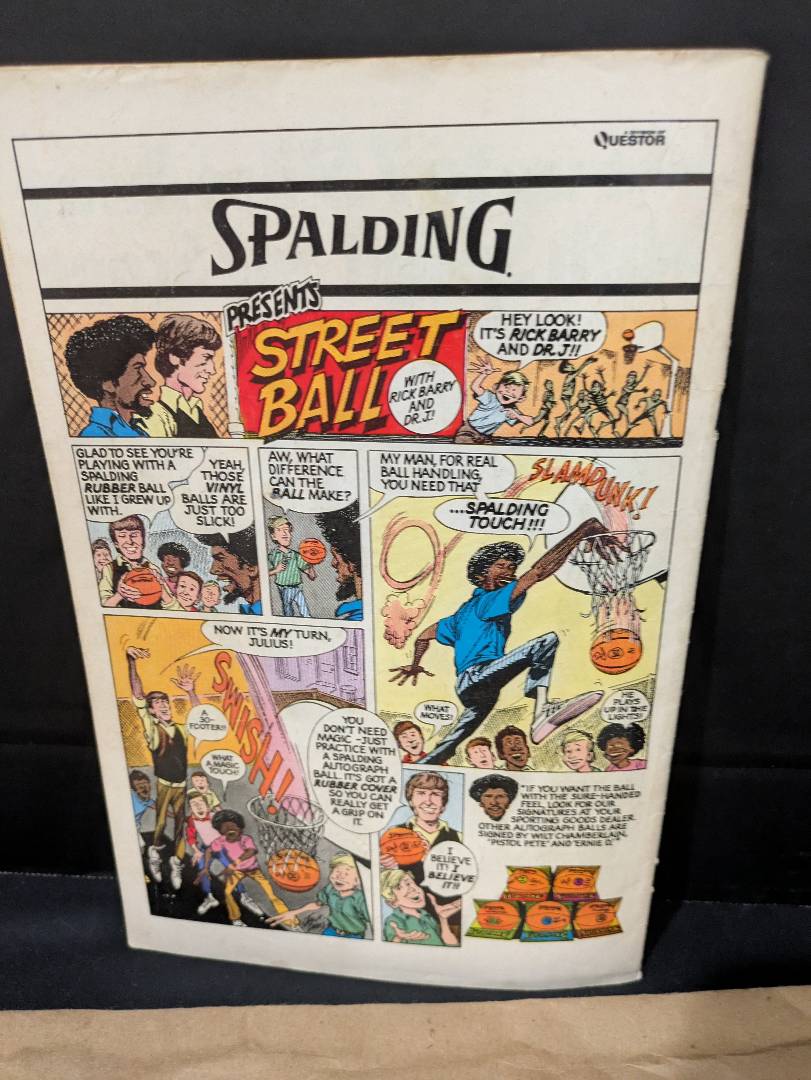 A DIVISION OF
QUESTOR
SPALDING
PRESENTS
STREET
BALL
WITH
RICK BARRY
AND
DR. J!
HEY LOOK!
IT'S RICK BARRY
AND DR. J!!
GLAD TO SEE YOU'RE
PLAYING WITH A
SPALDING
RUBBER BALL
LIKE I GREW UP
WITH.
YEAH,
THOSE
VINYL
BALLS ARE
JUST TOO
SLICK!
AW, WHAT
DIFFERENCE
CAN THE
BALL MAKE?
MY MAN, FOR REAL
BALL HANDLING,
YOU NEED THAT
...SPALDING
TOUCH!!!
SLAMDUNK!
WHAT
MOVES!
HE
PLAYS
UP IN THE
LIGHTS!!
NOW IT'S MY TURN,
JULIUS!
A
30-
FOOTER!!
WHAT
A MAGIC
TOUCH!
SWISH!
YOU
DON'T NEED
MAGIC - JUST
PRACTICE WITH
A SPALDING
AUTOGRAPH
BALL. IT'S GOT A
RUBBER COVER
SO YOU CAN
REALLY GET
A GRIP ON
IT.
I
BELIEVE
IT! I
BELIEVE
IT!!
"IF YOU WANT THE BALL
WITH THE SURE-HANDED
FEEL, LOOK FOR OUR
SIGNATURES AT YOUR
SPORTING GOODS DEALER.
OTHER AUTOGRAPH BALLS ARE
SIGNED BY WILT CHAMBERLAIN,
"PISTOL PETE" AND "ERNIE D."